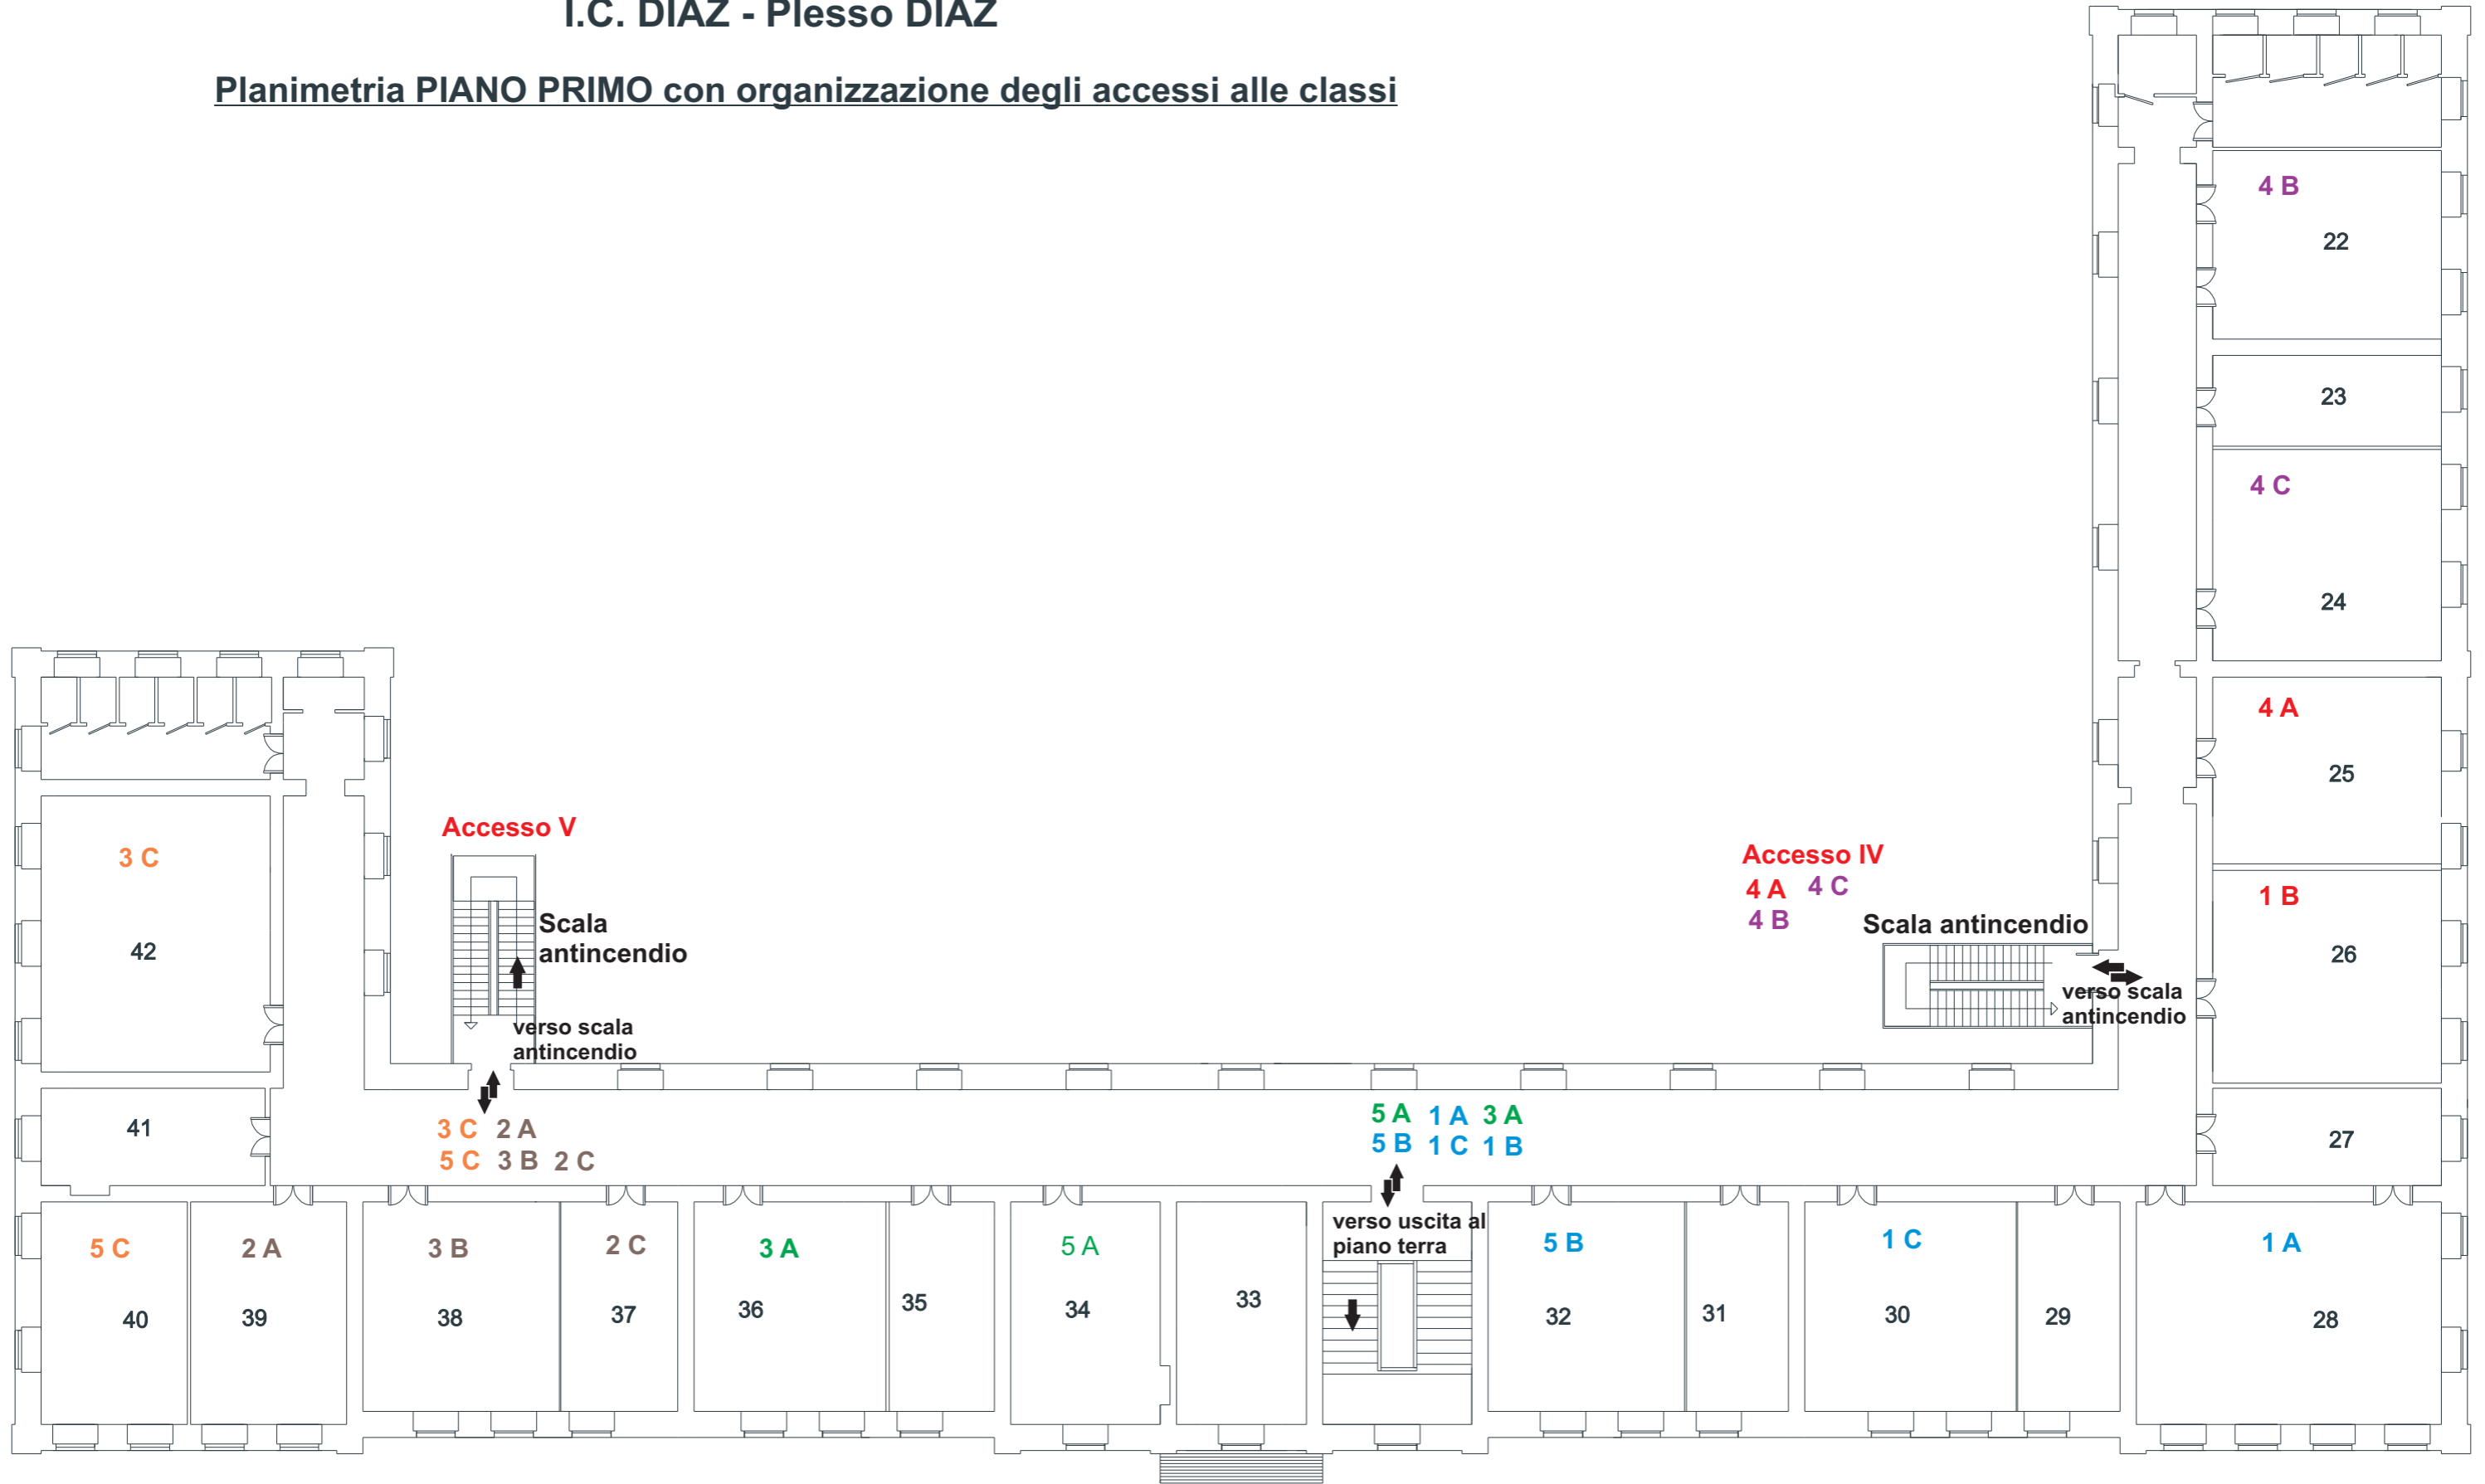 I.C. DIAZ - Plesso DIAZ
Planimetria PIANO PRIMO con organizzazione degli accessi alle classi
4 B
22
23
4 C
24
4 A
25
1 B
26
27
Accesso V
Scala
antincendio
verso scala
antincendio
Accesso IV
4 A 4 C
4 B
Scala antincendio
verso scala
antincendio
3 C
42
41
3 C 2 A
5 C 3 B 2 C
5 A 1 A 3 A
5 B 1 C 1 B
verso uscita al
piano terra
5 C
40
2 A
39
3 B
38
2 C
37
3 A
36
35
5 A
34
33
5 B
32
31
1 C
30
29
1 A
28